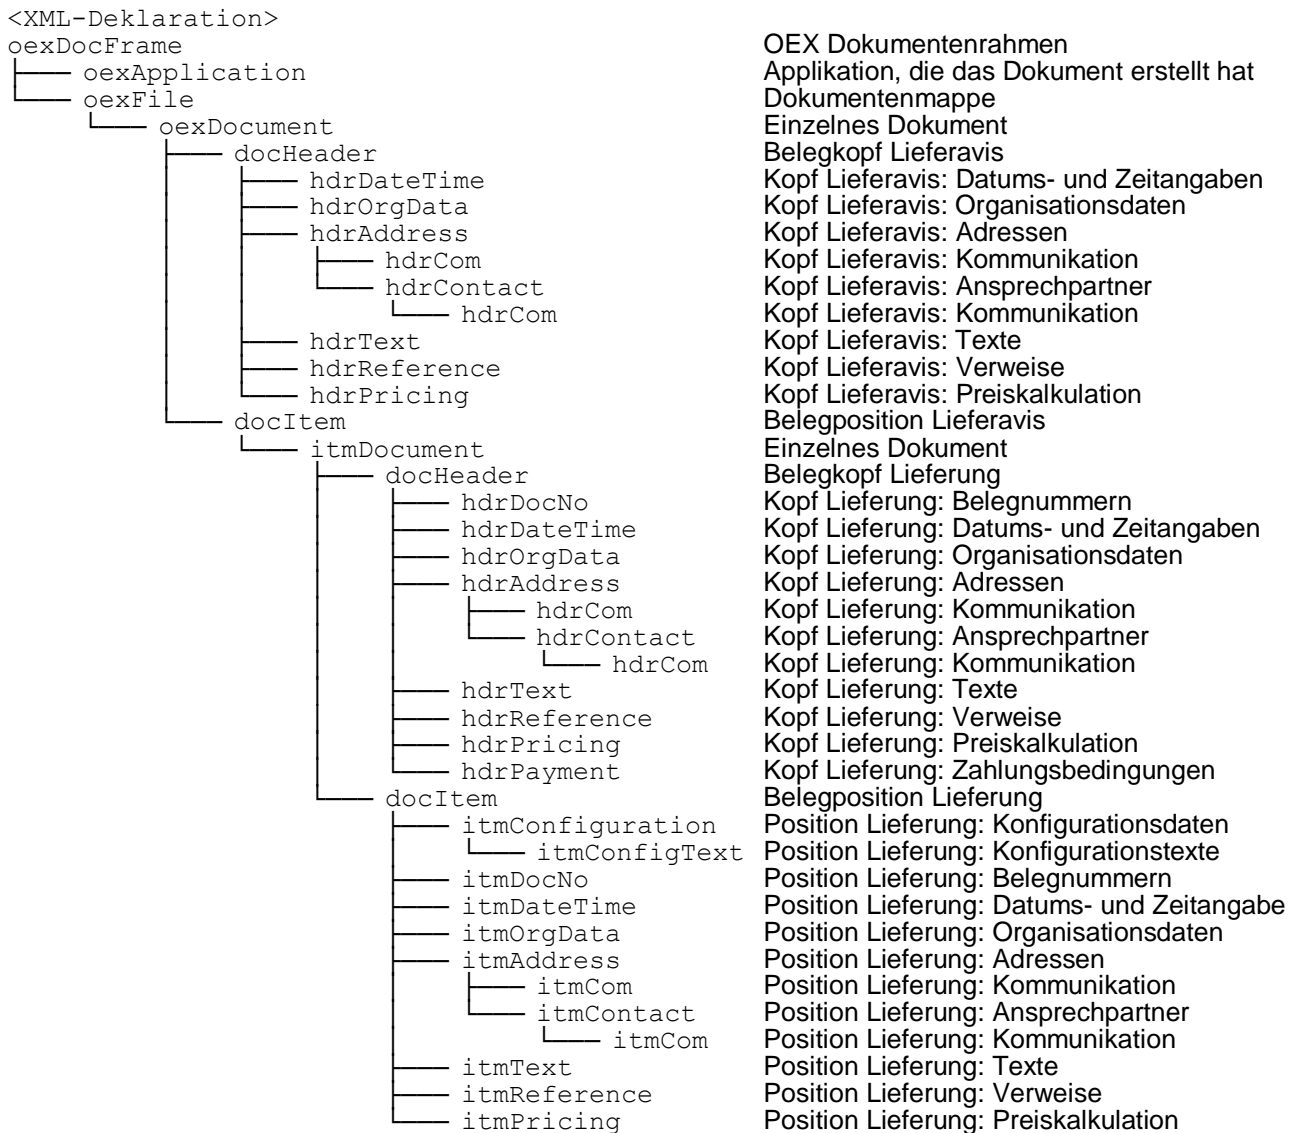 <XML-Deklaration>
oexDocFrame OEX Dokumentenrahmen
oexApplication Applikation, die das Dokument erstellt hat
oexFile Dokumentenmappe
oexDocument Einzelnes Dokument
docHeader Belegkopf Lieferavis
hdrDateTime Kopf Lieferavis: Datums- und Zeitangaben
hdrOrgData Kopf Lieferavis: Organisationsdaten
hdrAddress Kopf Lieferavis: Adressen
hdrCom Kopf Lieferavis: Kommunikation
hdrContact Kopf Lieferavis: Ansprechpartner
hdrCom Kopf Lieferavis: Kommunikation
hdrText Kopf Lieferavis: Texte
hdrReference Kopf Lieferavis: Verweise
hdrPricing Kopf Lieferavis: Preiskalkulation
docItem Belegposition Lieferavis
itmDocument Einzelnes Dokument
docHeader Belegkopf Lieferung
hdrDocNo Kopf Lieferung: Belegnummern
hdrDateTime Kopf Lieferung: Datums- und Zeitangaben
hdrOrgData Kopf Lieferung: Organisationsdaten
hdrAddress Kopf Lieferung: Adressen
hdrCom Kopf Lieferung: Kommunikation
hdrContact Kopf Lieferung: Ansprechpartner
hdrCom Kopf Lieferung: Kommunikation
hdrText Kopf Lieferung: Texte
hdrReference Kopf Lieferung: Verweise
hdrPricing Kopf Lieferung: Preiskalkulation
hdrPayment Kopf Lieferung: Zahlungsbedingungen
docItem Belegposition Lieferung
itmConfiguration Position Lieferung: Konfigurationsdaten
itmConfigText Position Lieferung: Konfigurationstexte
itmDocNo Position Lieferung: Belegnummern
itmDateTime Position Lieferung: Datums- und Zeitangabe
itmOrgData Position Lieferung: Organisationsdaten
itmAddress Position Lieferung: Adressen
itmCom Position Lieferung: Kommunikation
itmContact Position Lieferung: Ansprechpartner
itmCom Position Lieferung: Kommunikation
itmText Position Lieferung: Texte
itmReference Position Lieferung: Verweise
itmPricing Position Lieferung: Preiskalkulation